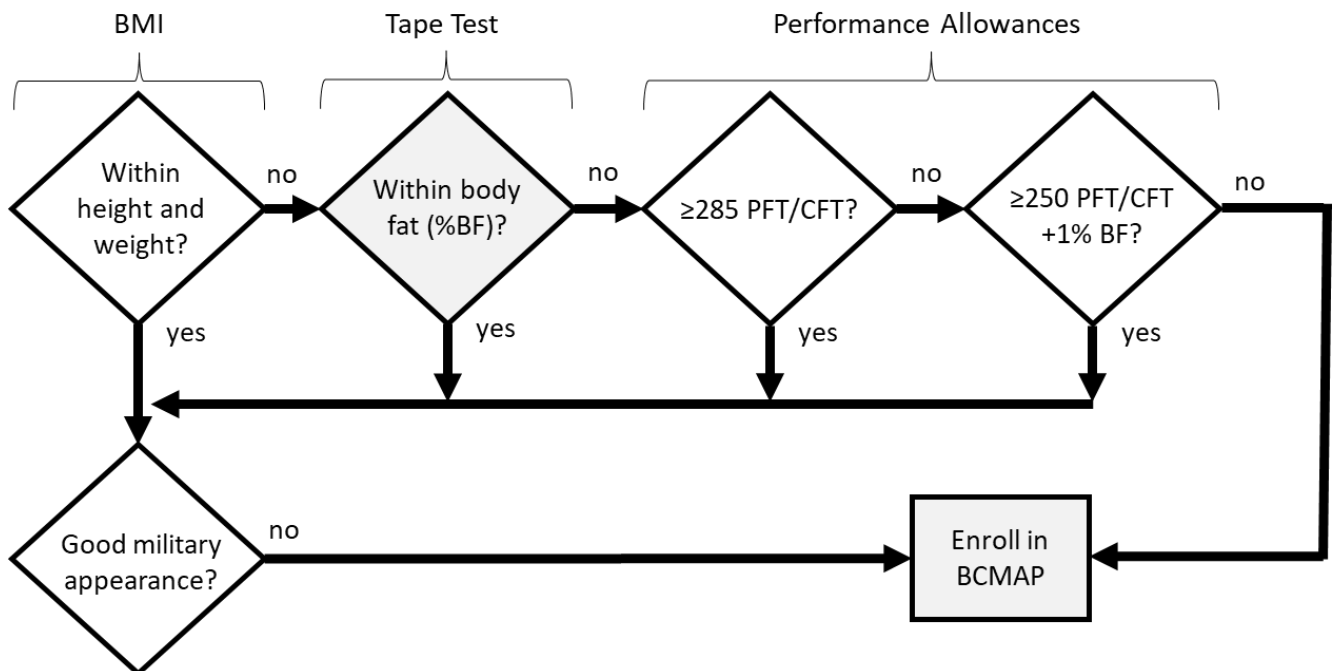 BMI
Tape Test
Performance Allowances
Within
height and
weight?
no
Within body
fat (%BF)?
no
≥285 PFT/CFT?
no
≥250 PFT/CFT
+1% BF?
no
yes
yes
yes
yes
Good military
appearance?
no
Enroll in
BCMAP